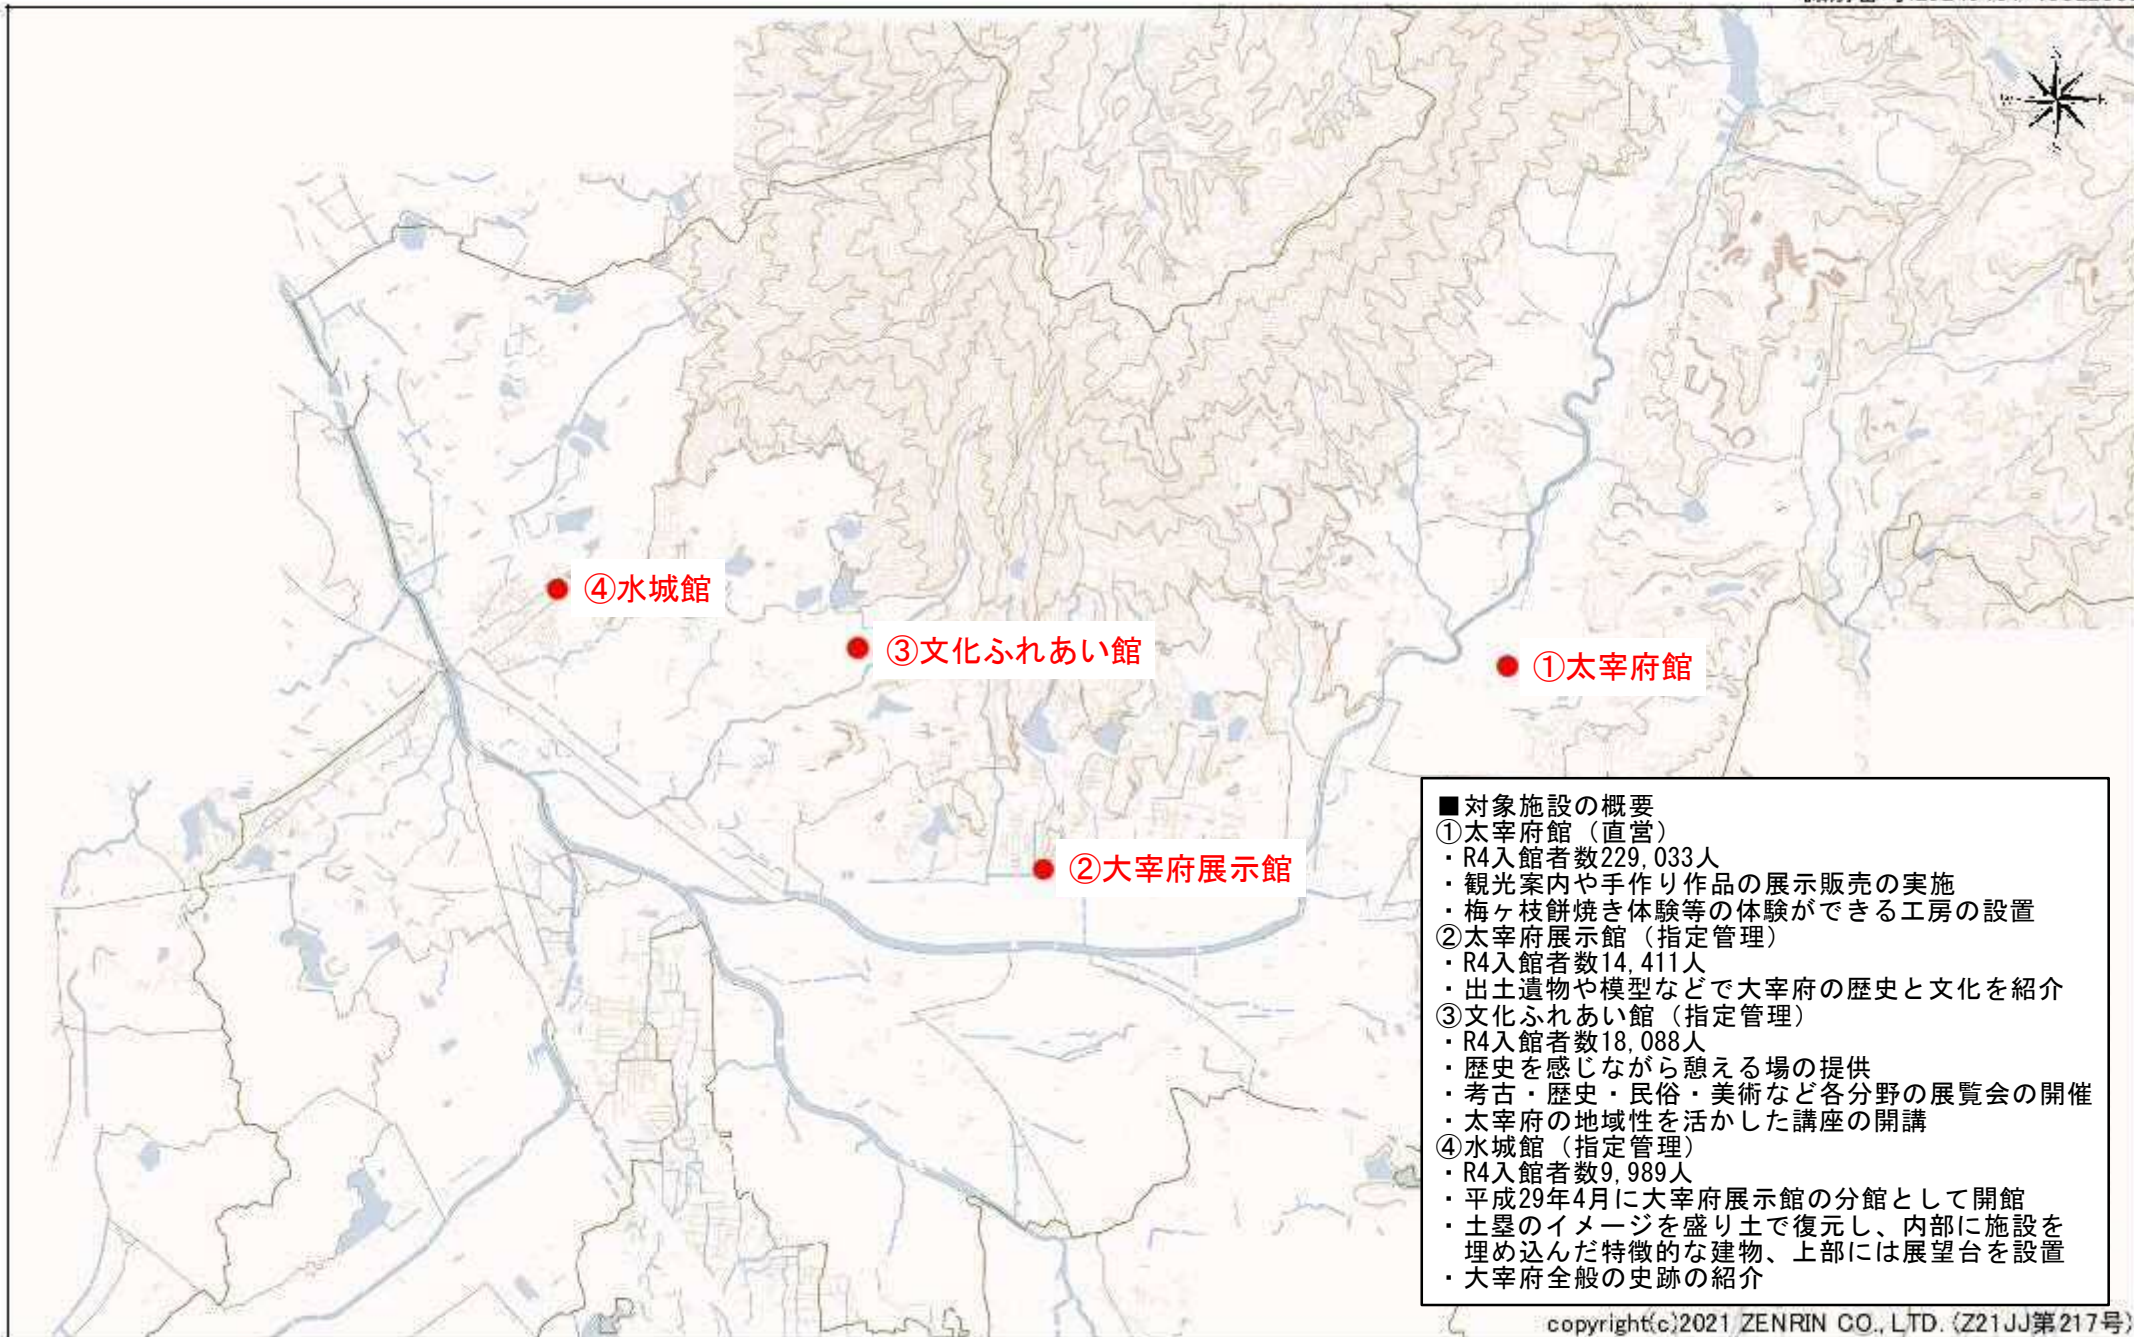 ④水城館
③文化ふれあい館
①太宰府館
②大宰府展示館
■対象施設の概要
①太宰府館（直営）
・R4入館者数229,033人
・観光案内や手作り作品の展示販売の実施
・梅ヶ枝餅焼き体験等の体験ができる工房の設置
②太宰府展示館（指定管理）
・R4入館者数14,411人
・出土遺物や模型などで大宰府の歴史と文化を紹介
③文化ふれあい館（指定管理）
・R4入館者数18,088人
・歴史を感じながら憩える場の提供
・考古・歴史・民俗・美術など各分野の展覧会の開催
・太宰府の地域性を活かした講座の開講
④水城館（指定管理）
・R4入館者数9,989人
・平成29年4月に大宰府展示館の分館として開館
・土塁のイメージを盛り土で復元し、内部に施設を
埋め込んだ特徴的な建物、上部には展望台を設置
・大宰府全般の史跡の紹介
copyright(c)2021 ZENRIN CO., LTD. (Z21JJ第217号)